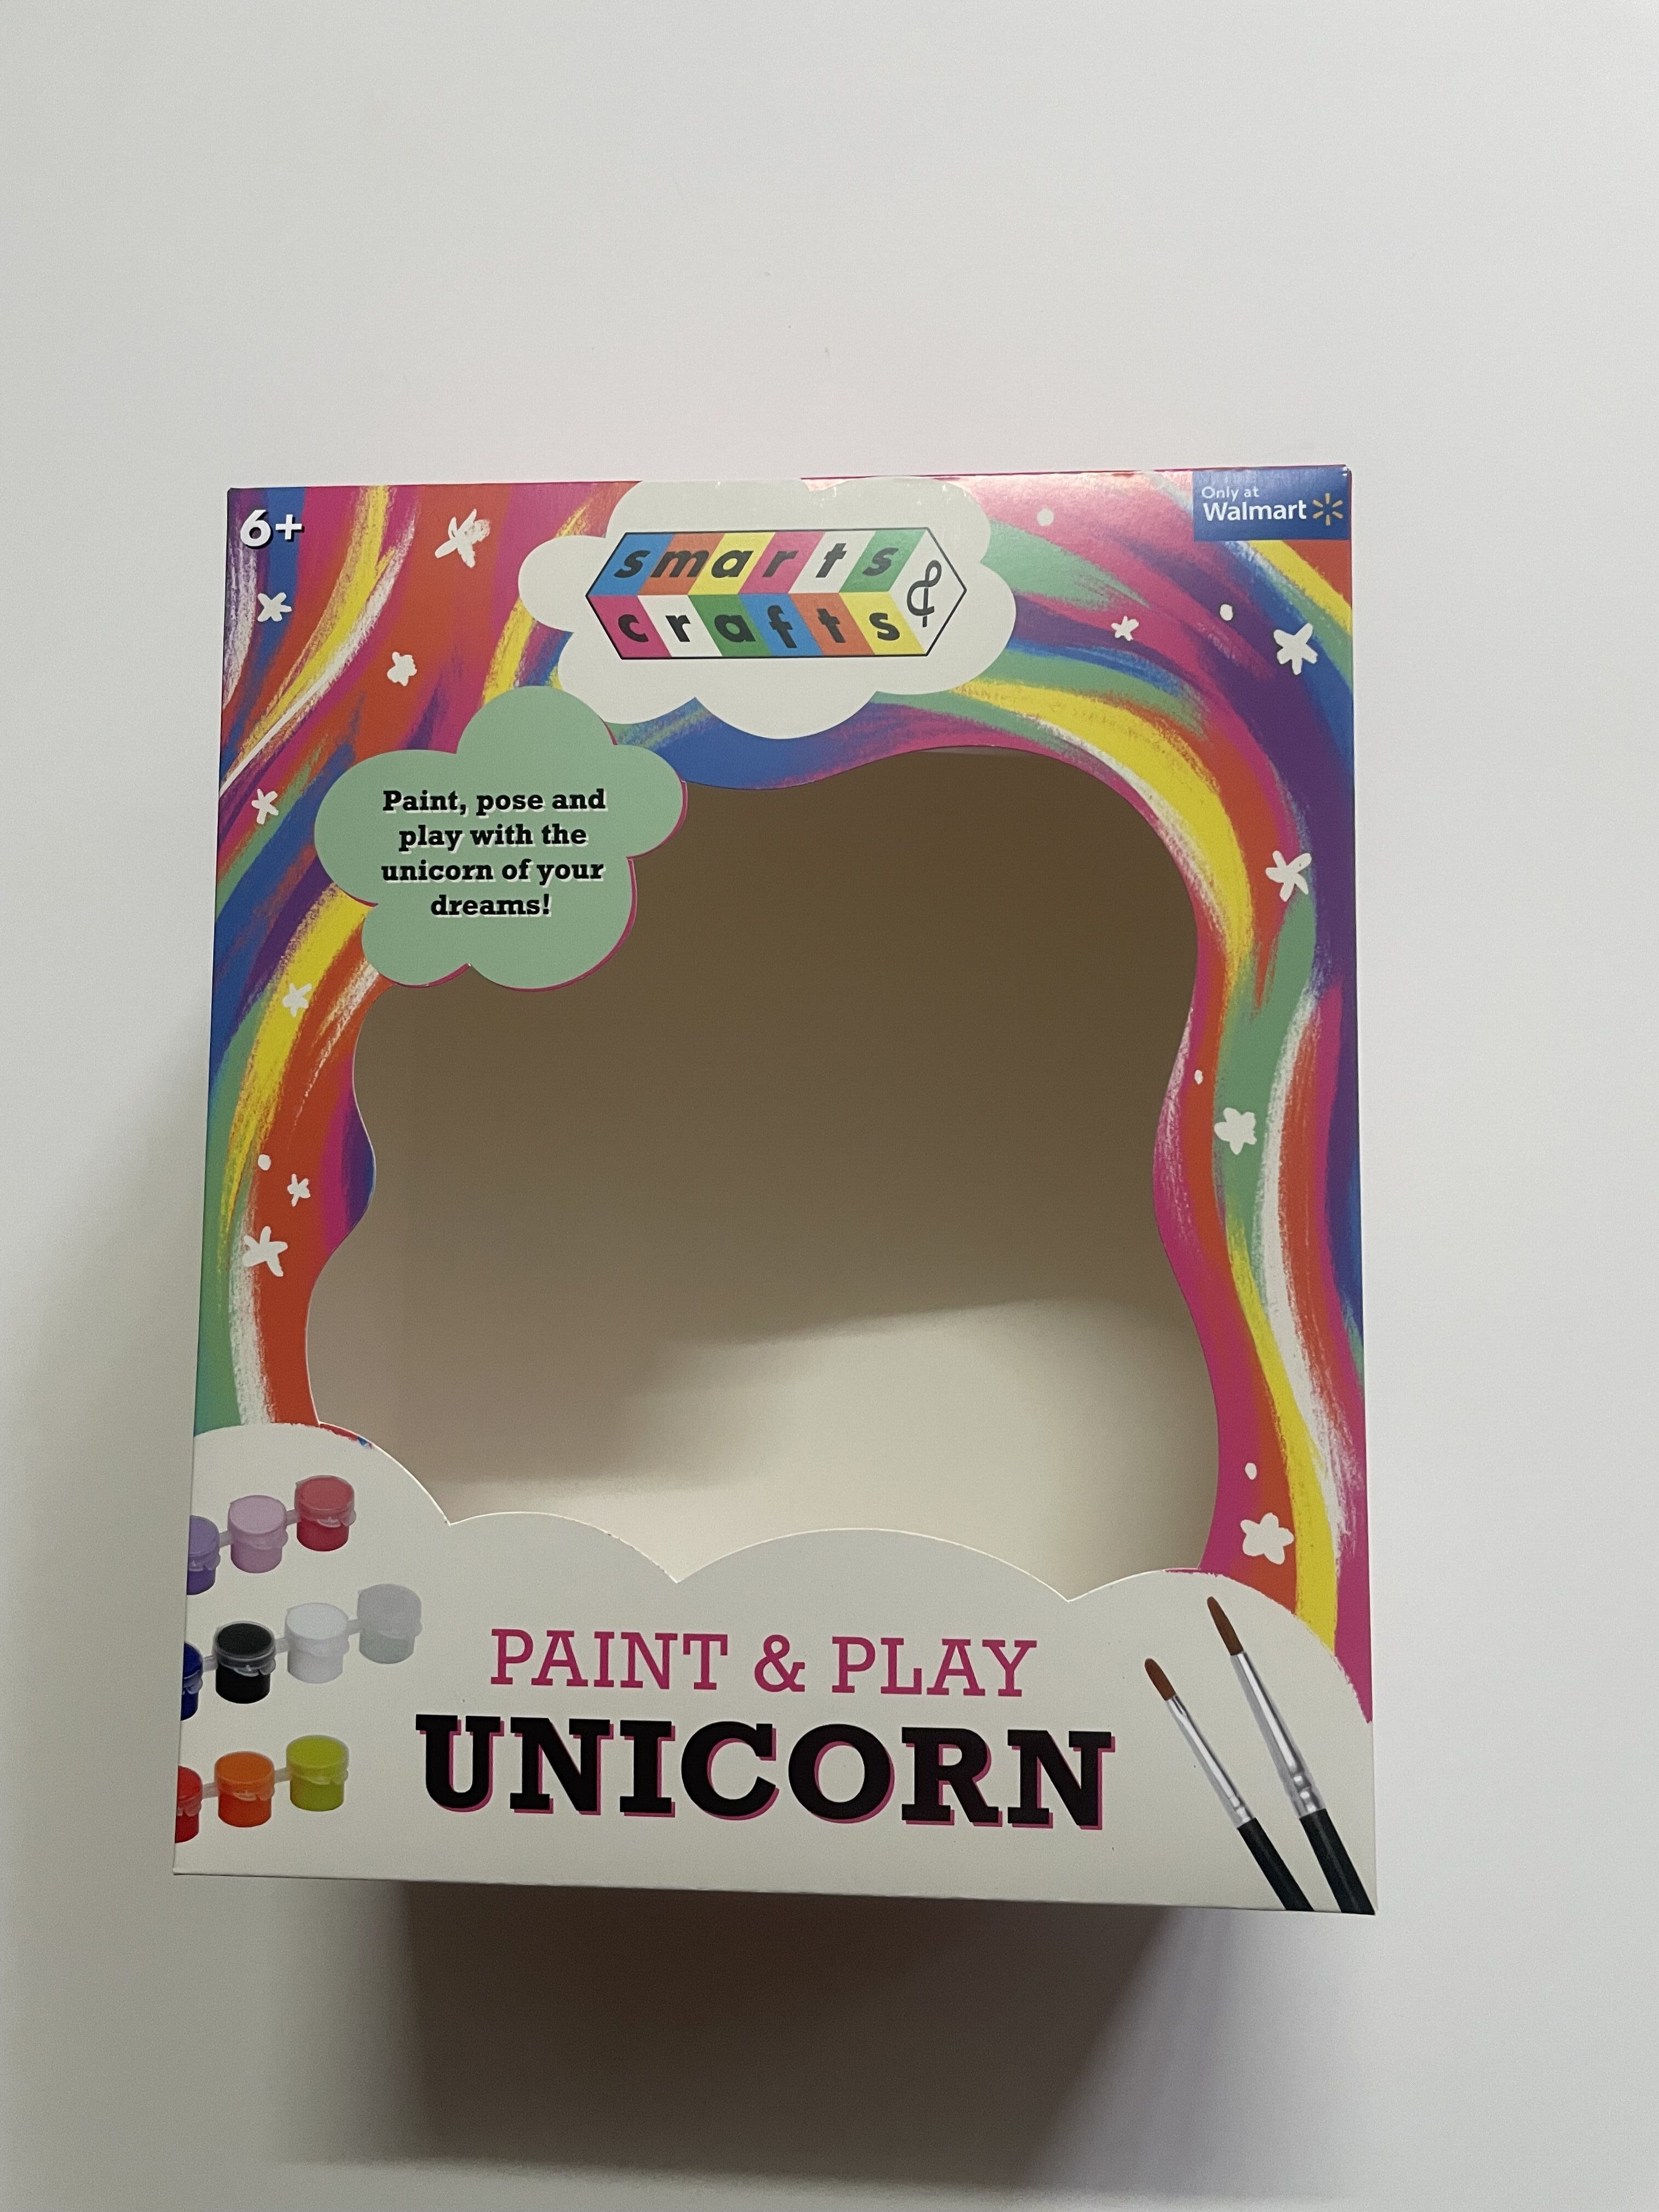 6+
Only at
Walmart
smarts &
crafts
Paint, pose and
play with the
unicorn of your
dreams!
PAINT & PLAY
UNICORN